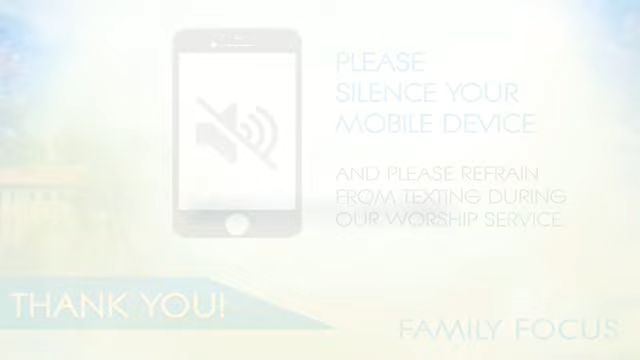 PLEASE
SILENCE YOUR
MOBILE DEVICE
AND PLEASE REFRAIN
FROM TEXTING DURING
OUR WORSHIP SERVICE
THANK YOU!
FAMILY FOCUS